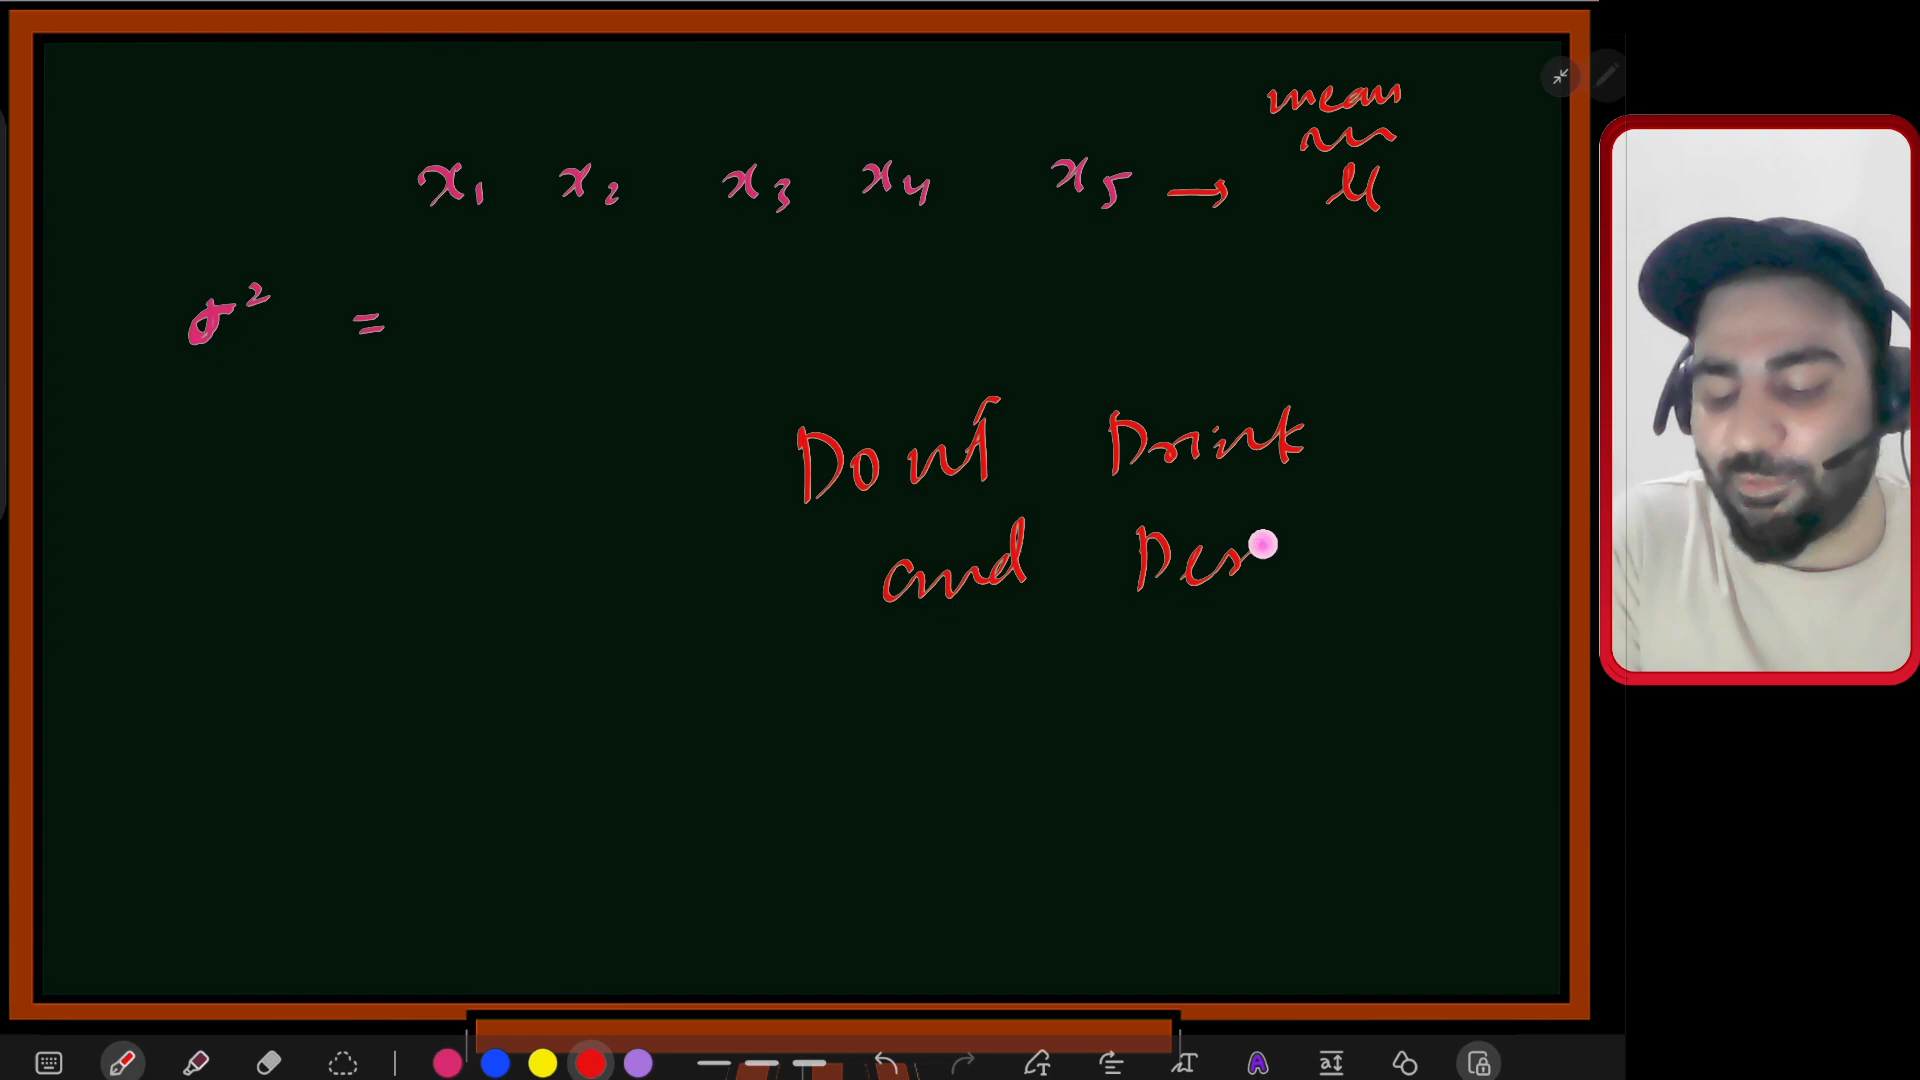 mean
x₁ x₂ x₃ x₄ x₅ → μ
σ² =
Dont Drink
and Der